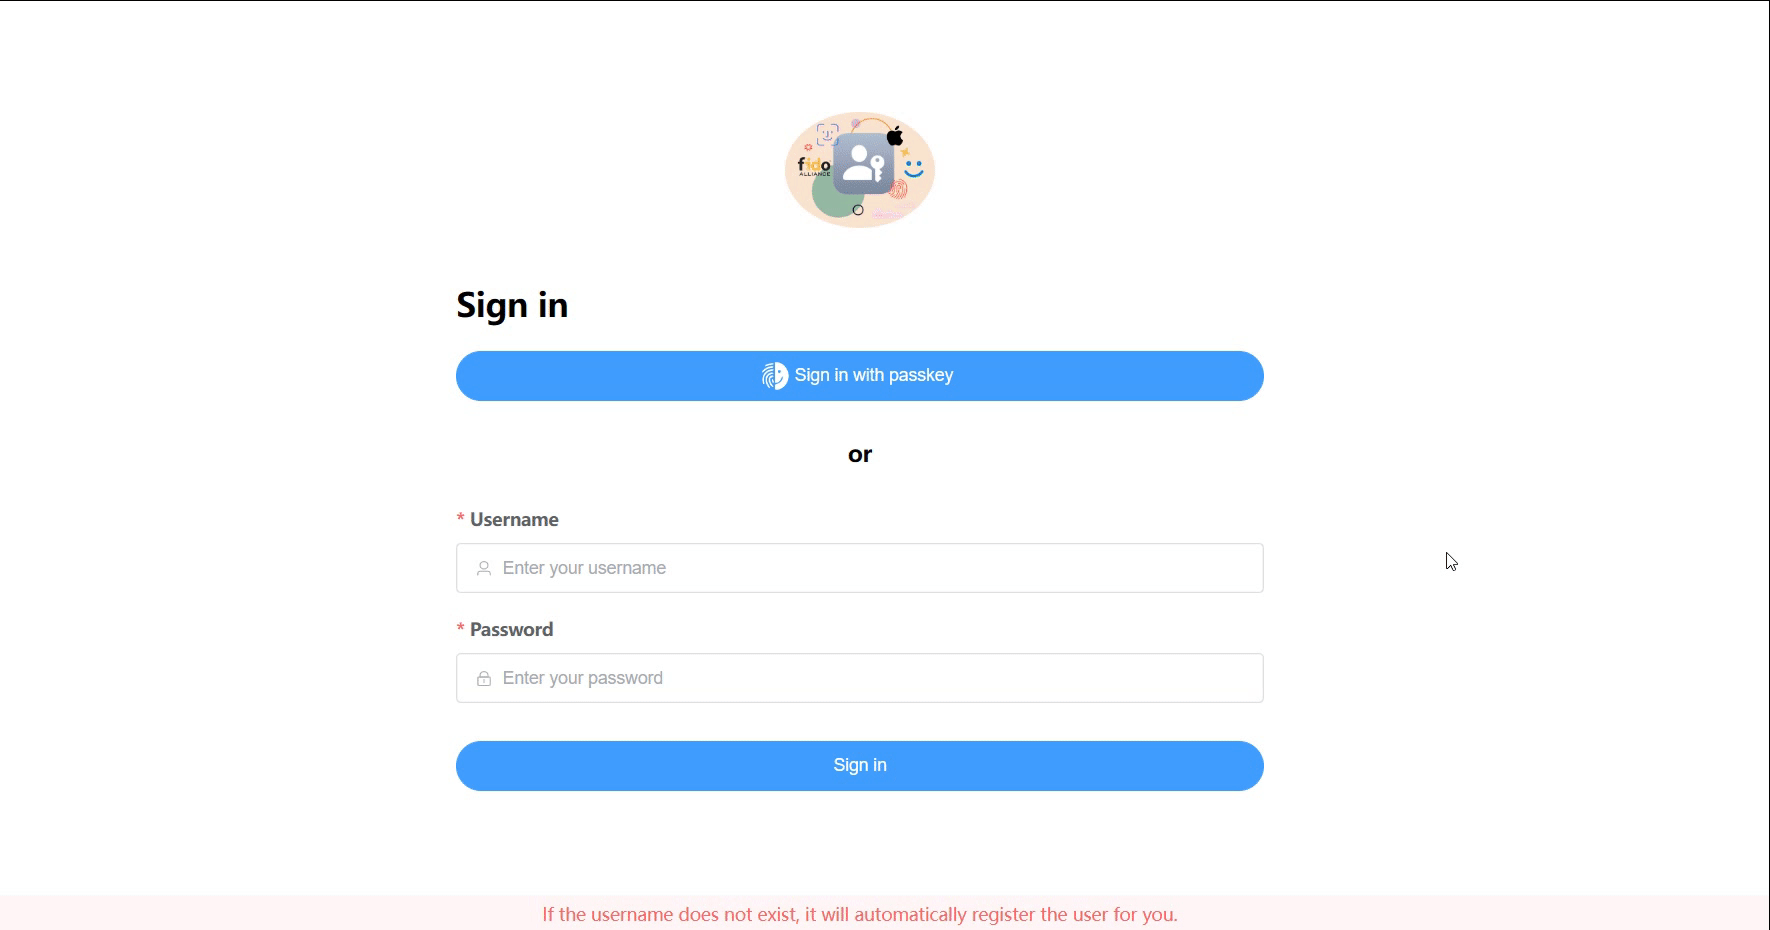 fido
ALLIANCE
Sign in
Sign in with passkey
or
* Username
Enter your username
* Password
Enter your password
Sign in
If the username does not exist, it will automatically register the user for you.